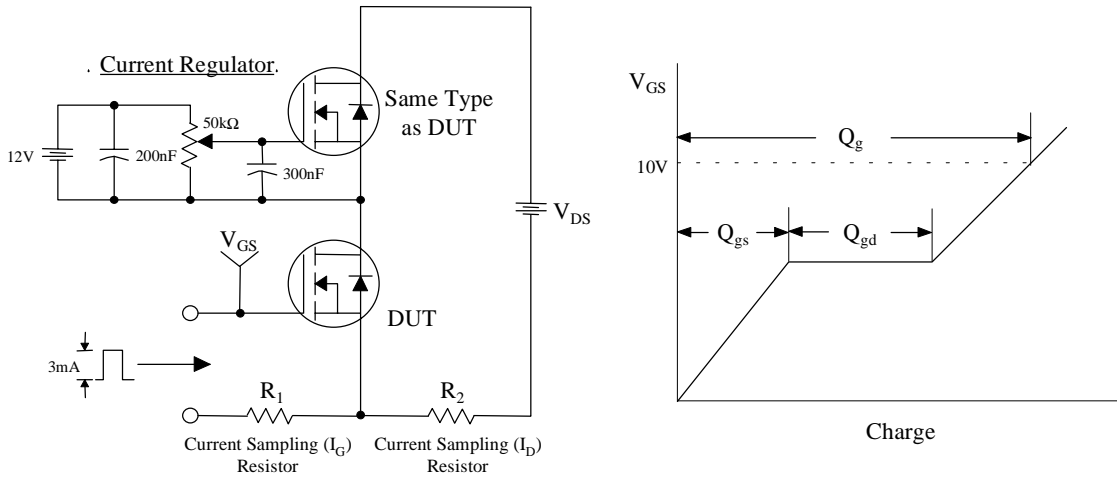 . Current Regulator .
12V
200nF
50kΩ
300nF
Same Type
as DUT
V_DS
V_GS
DUT
3mA
R_1
R_2
Current Sampling (I_G)
Resistor
Current Sampling (I_D)
Resistor
V_GS
10V
Q_g
Q_gs
Q_gd
Charge